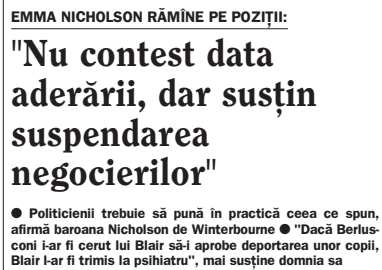 EMMA NICHOLSON RĂMÎNE PE POZIȚII:
"Nu contest data
aderării, dar susțin
suspendarea
negocierilor"
● Politicienii trebuie să pună în practică ceea ce spun,
afirmă baroana Nicholson de Winterbourne ● "Dacă Berlus-
coni i-ar fi cerut lui Blair să-i aprobe deportarea unor copii,
Blair l-ar fi trimis la psihiatru", mai susține domnia sa